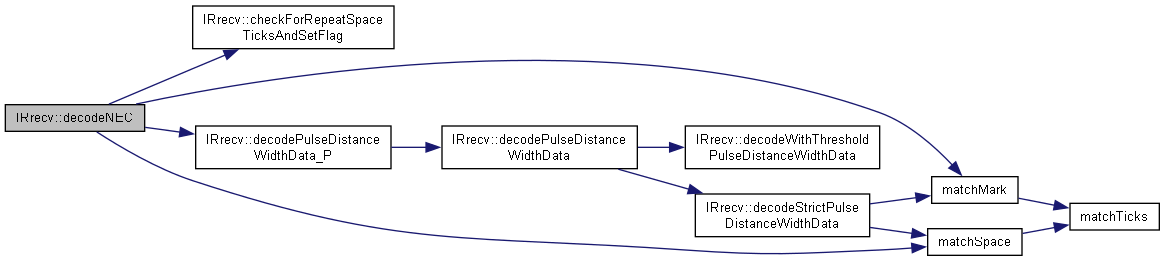 IRrecv::checkForRepeatSpace
TicksAndSetFlag
IRrecv::decodeNEC
IRrecv::decodePulseDistance
WidthData_P
IRrecv::decodePulseDistance
WidthData
IRrecv::decodeWithThreshold
PulseDistanceWidthData
IRrecv::decodeStrictPulse
DistanceWidthData
matchMark
matchSpace
matchTicks